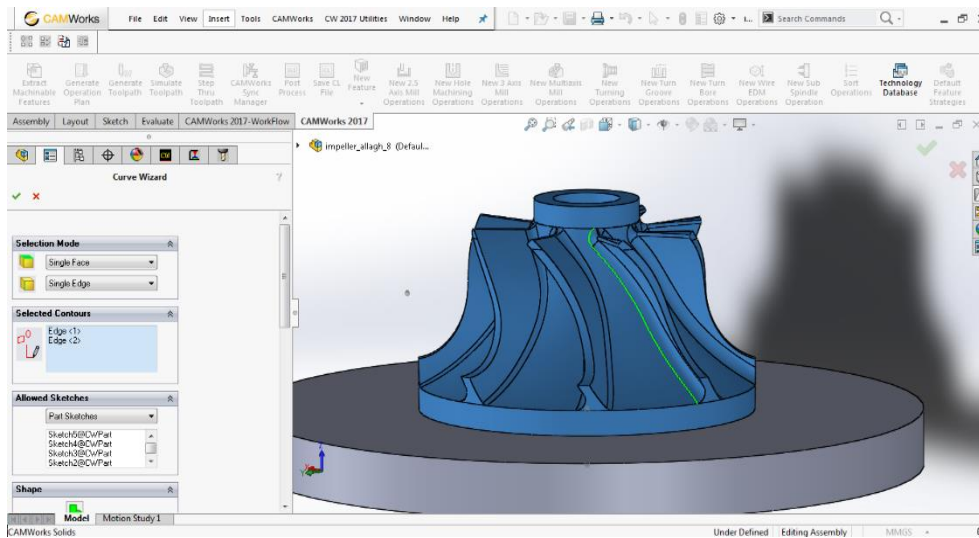 CAMWorks File Edit View Insert Tools CAMWorks CW 2017 Utilities Window Help Search Commands
Extract Machinable Features
Generate Operation Plan
Generate Toolpath
Simulate Toolpath
Step Thru Toolpath
CAMWorks Sync Manager
Post Process
Save CL File
New Feature
New 2.5 Axis Mill Operations
New Hole Machining Operations
New 3 Axis Mill Operations
New Multiaxis Mill Operations
New Turning Operations
New Turn Groove Operations
New Turn Bore Operations
New Wire EDM Operations
New Sub Spindle Operation
Sort Operations
Technology Database
Default Feature Strategies
Assembly Layout Sketch Evaluate CAMWorks 2017-WorkFlow CAMWorks 2017
impeller_allagh_8 (Defaul...
Curve Wizard
Selection Mode
Single Face
Single Edge
Selected Contours
Edge <1>
Edge <2>
Allowed Sketches
Part Sketches
Sketch5@CWPart
Sketch4@CWPart
Sketch3@CWPart
Sketch2@CWPart
Shape
Model Motion Study 1
CAMWorks Solids Under Defined Editing Assembly MMGS